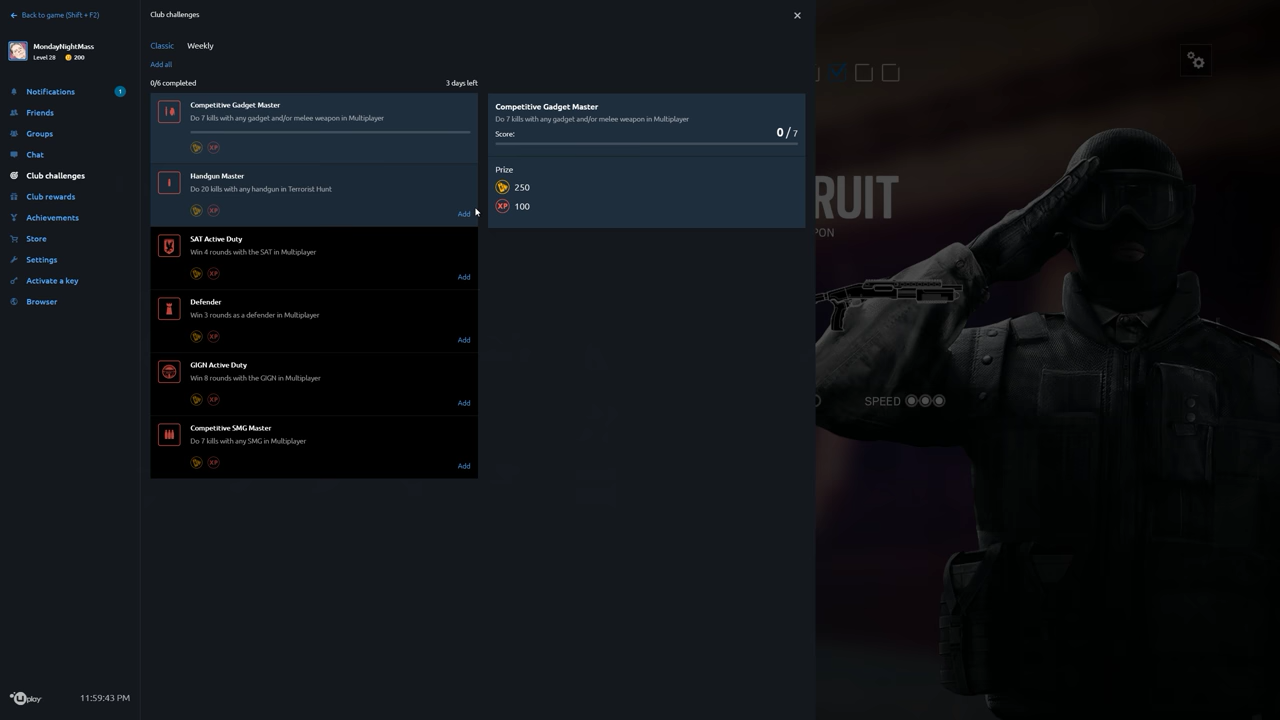 Back to game (Shift + F2)
MondayNightMass
Level 28 200
Notifications 1
Friends
Groups
Chat
Club challenges
Club rewards
Achievements
Store
Settings
Activate a key
Browser
uplay 11:59:43 PM
Club challenges
Classic Weekly
Add all
0/6 completed 3 days left
Competitive Gadget Master
Do 7 kills with any gadget and/or melee weapon in Multiplayer
XP
Handgun Master
Do 20 kills with any handgun in Terrorist Hunt
XP
Add
SAT Active Duty
Win 4 rounds with the SAT in Multiplayer
XP
Add
Defender
Win 3 rounds as a defender in Multiplayer
XP
Add
GIGN Active Duty
Win 8 rounds with the GIGN in Multiplayer
XP
Add
Competitive SMG Master
Do 7 kills with any SMG in Multiplayer
XP
Add
Competitive Gadget Master
Do 7 kills with any gadget and/or melee weapon in Multiplayer
Score: 0 / 7
Prize
250
XP 100
RUIT
PON
SPEED